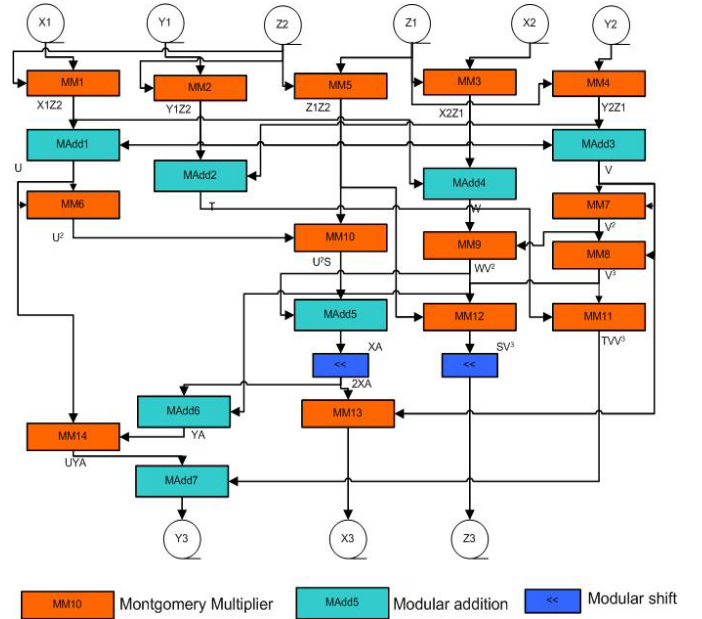 X1 Y1 Z2 Z1 X2 Y2
MM1 MM2 MM5 MM3 MM4
X1Z2 Y1Z2 Z1Z2 X2Z1 Y2Z1
MAdd1 MAdd3
U MAdd2 MAdd4 V
MM6 T W MM7
U² V²
MM10 MM9 MM8
U²S WV² V³
MAdd5 MM12 MM11
XA SV³ TVV³
<< <<
2XA
MAdd6 MM13
YA
MM14
UYA
MAdd7
Y3 X3 Z3
MM10 Montgomery Multiplier MAdd5 Modular addition << Modular shift